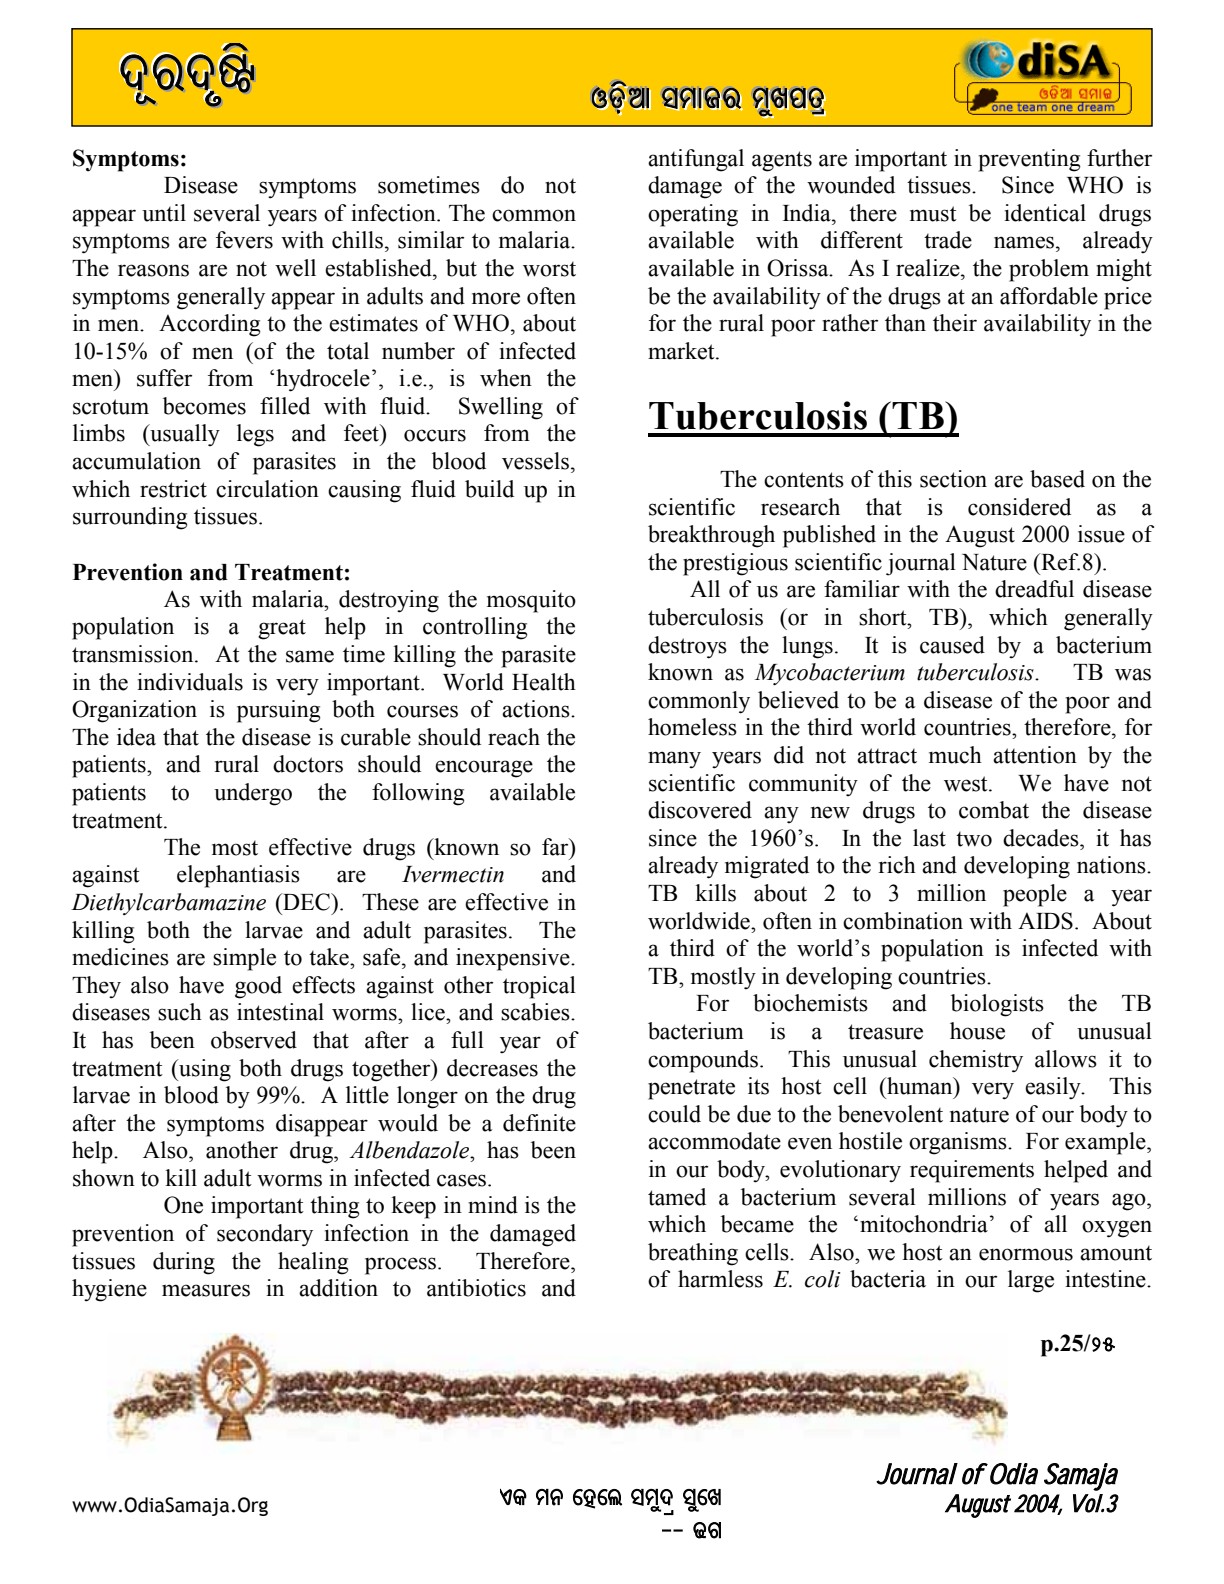 ଦୂରଦୃଷ୍ଟି
ଓଡ଼ିଆ ସମାଜର ମୁଖପତ୍ର
OdiSA
ଓଡ଼ିଆ ସମାଜ
one team one dream
Symptoms:
Disease symptoms sometimes do not
appear until several years of infection. The common
symptoms are fevers with chills, similar to malaria.
The reasons are not well established, but the worst
symptoms generally appear in adults and more often
in men. According to the estimates of WHO, about
10-15% of men (of the total number of infected
men) suffer from ‘hydrocele’, i.e., is when the
scrotum becomes filled with fluid. Swelling of
limbs (usually legs and feet) occurs from the
accumulation of parasites in the blood vessels,
which restrict circulation causing fluid build up in
surrounding tissues.
Prevention and Treatment:
As with malaria, destroying the mosquito
population is a great help in controlling the
transmission. At the same time killing the parasite
in the individuals is very important. World Health
Organization is pursuing both courses of actions.
The idea that the disease is curable should reach the
patients, and rural doctors should encourage the
patients to undergo the following available
treatment.
The most effective drugs (known so far)
against elephantiasis are Ivermectin and
Diethylcarbamazine (DEC). These are effective in
killing both the larvae and adult parasites. The
medicines are simple to take, safe, and inexpensive.
They also have good effects against other tropical
diseases such as intestinal worms, lice, and scabies.
It has been observed that after a full year of
treatment (using both drugs together) decreases the
larvae in blood by 99%. A little longer on the drug
after the symptoms disappear would be a definite
help. Also, another drug, Albendazole, has been
shown to kill adult worms in infected cases.
One important thing to keep in mind is the
prevention of secondary infection in the damaged
tissues during the healing process. Therefore,
hygiene measures in addition to antibiotics and
antifungal agents are important in preventing further
damage of the wounded tissues. Since WHO is
operating in India, there must be identical drugs
available with different trade names, already
available in Orissa. As I realize, the problem might
be the availability of the drugs at an affordable price
for the rural poor rather than their availability in the
market.
Tuberculosis (TB)
The contents of this section are based on the
scientific research that is considered as a
breakthrough published in the August 2000 issue of
the prestigious scientific journal Nature (Ref.8).
All of us are familiar with the dreadful disease
tuberculosis (or in short, TB), which generally
destroys the lungs. It is caused by a bacterium
known as Mycobacterium tuberculosis. TB was
commonly believed to be a disease of the poor and
homeless in the third world countries, therefore, for
many years did not attract much attention by the
scientific community of the west. We have not
discovered any new drugs to combat the disease
since the 1960’s. In the last two decades, it has
already migrated to the rich and developing nations.
TB kills about 2 to 3 million people a year
worldwide, often in combination with AIDS. About
a third of the world’s population is infected with
TB, mostly in developing countries.
For biochemists and biologists the TB
bacterium is a treasure house of unusual
compounds. This unusual chemistry allows it to
penetrate its host cell (human) very easily. This
could be due to the benevolent nature of our body to
accommodate even hostile organisms. For example,
in our body, evolutionary requirements helped and
tamed a bacterium several millions of years ago,
which became the ‘mitochondria’ of all oxygen
breathing cells. Also, we host an enormous amount
of harmless E. coli bacteria in our large intestine.
p.25/୨୫
www.OdiaSamaja.Org
ଏକ ମନ ହେଲେ ସମୁଦ୍ର ସୁଖେ
-- ଢଗ
Journal of Odia Samaja
August 2004, Vol.3